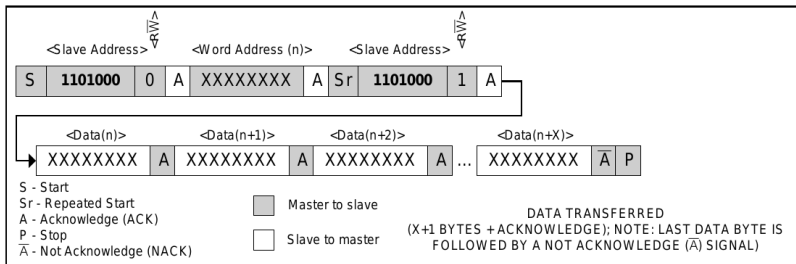 <R/W̅> <R/W̅>
<Slave Address> <Word Address (n)> <Slave Address>
S 1101000 0 A XXXXXXXX A Sr 1101000 1 A
<Data(n)> <Data(n+1)> <Data(n+2)> <Data(n+X)>
XXXXXXXX A XXXXXXXX A XXXXXXXX A ... XXXXXXXX A̅ P
S - Start
Sr - Repeated Start
A - Acknowledge (ACK)
P - Stop
A̅ - Not Acknowledge (NACK)
Master to slave
Slave to master
DATA TRANSFERRED
(X+1 BYTES + ACKNOWLEDGE); NOTE: LAST DATA BYTE IS
FOLLOWED BY A NOT ACKNOWLEDGE (A̅) SIGNAL)